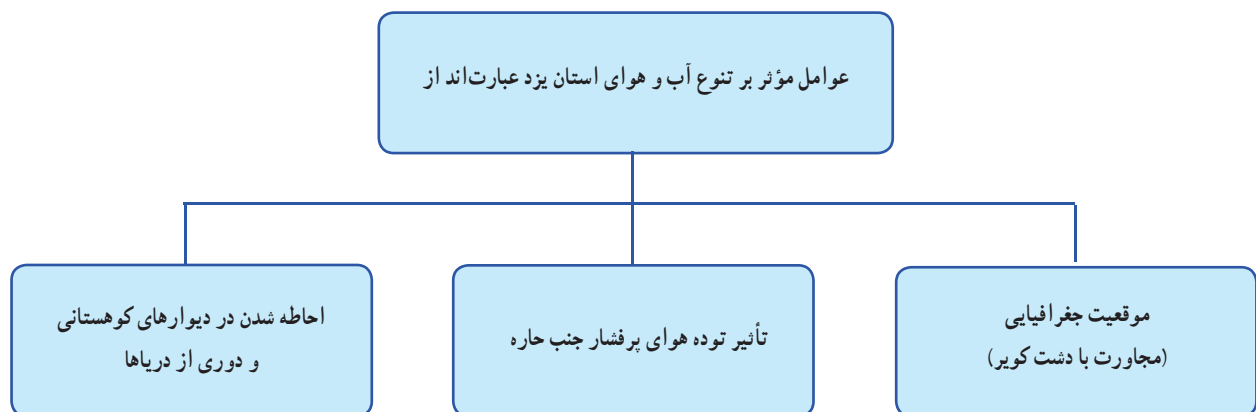 عوامل مؤثر بر تنوع آب و هوای استان یزد عبارت‌اند از
موقعیت جغرافیایی
(مجاورت با دشت کویر)
تأثیر توده هوای پرفشار جنب حاره
احاطه شدن در دیوارهای کوهستانی
و دوری از دریاها